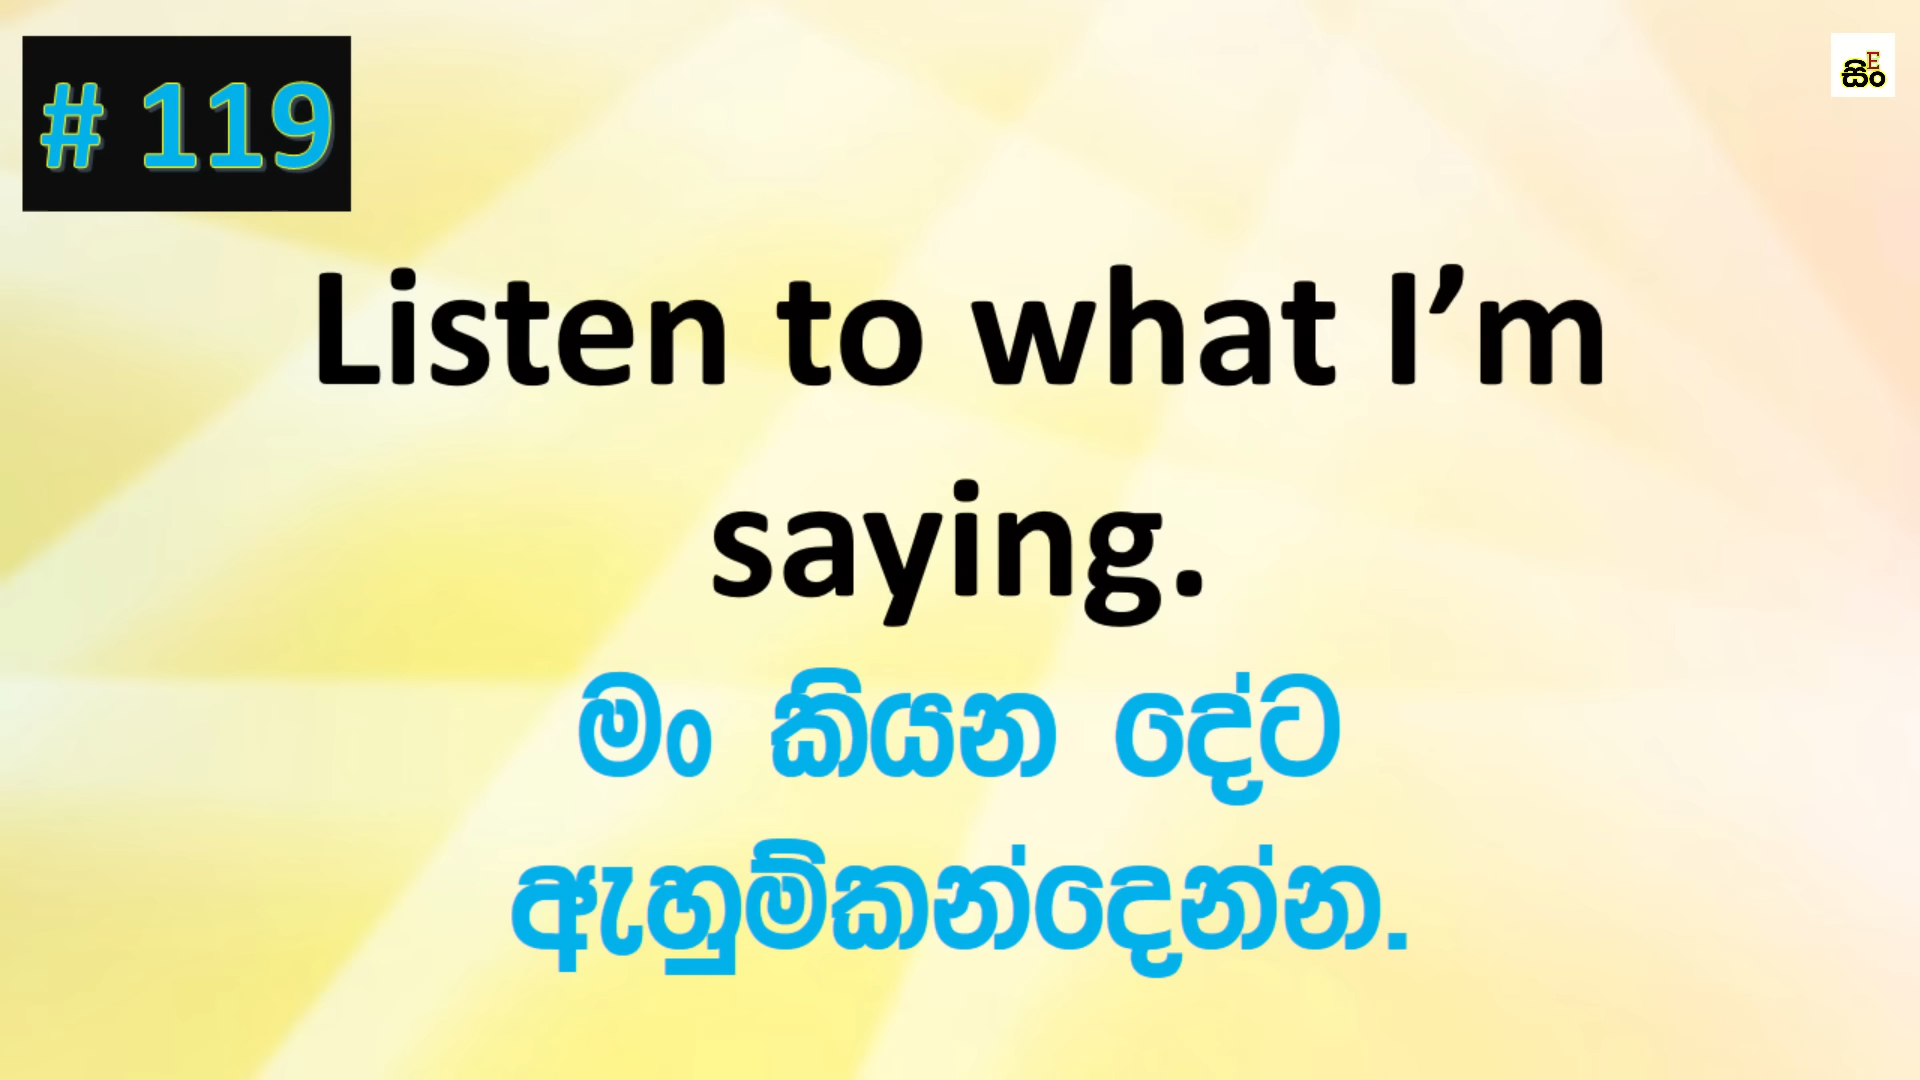 # 119
සිංE
Listen to what I’m
saying.
මං කියන දේට
ඇහුම්කන්දෙන්න.